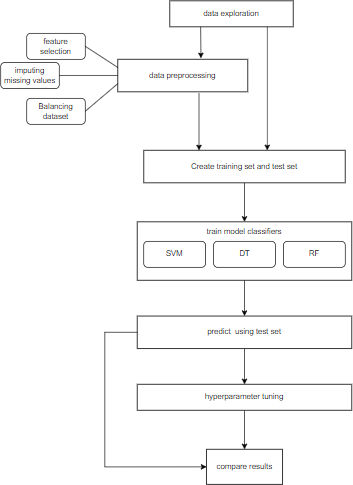 data exploration
feature
selection
imputing
missing values
data preprocessing
Balancing
dataset
Create training set and test set
train model classifiers
SVM
DT
RF
predict using test set
hyperparameter tuning
compare results